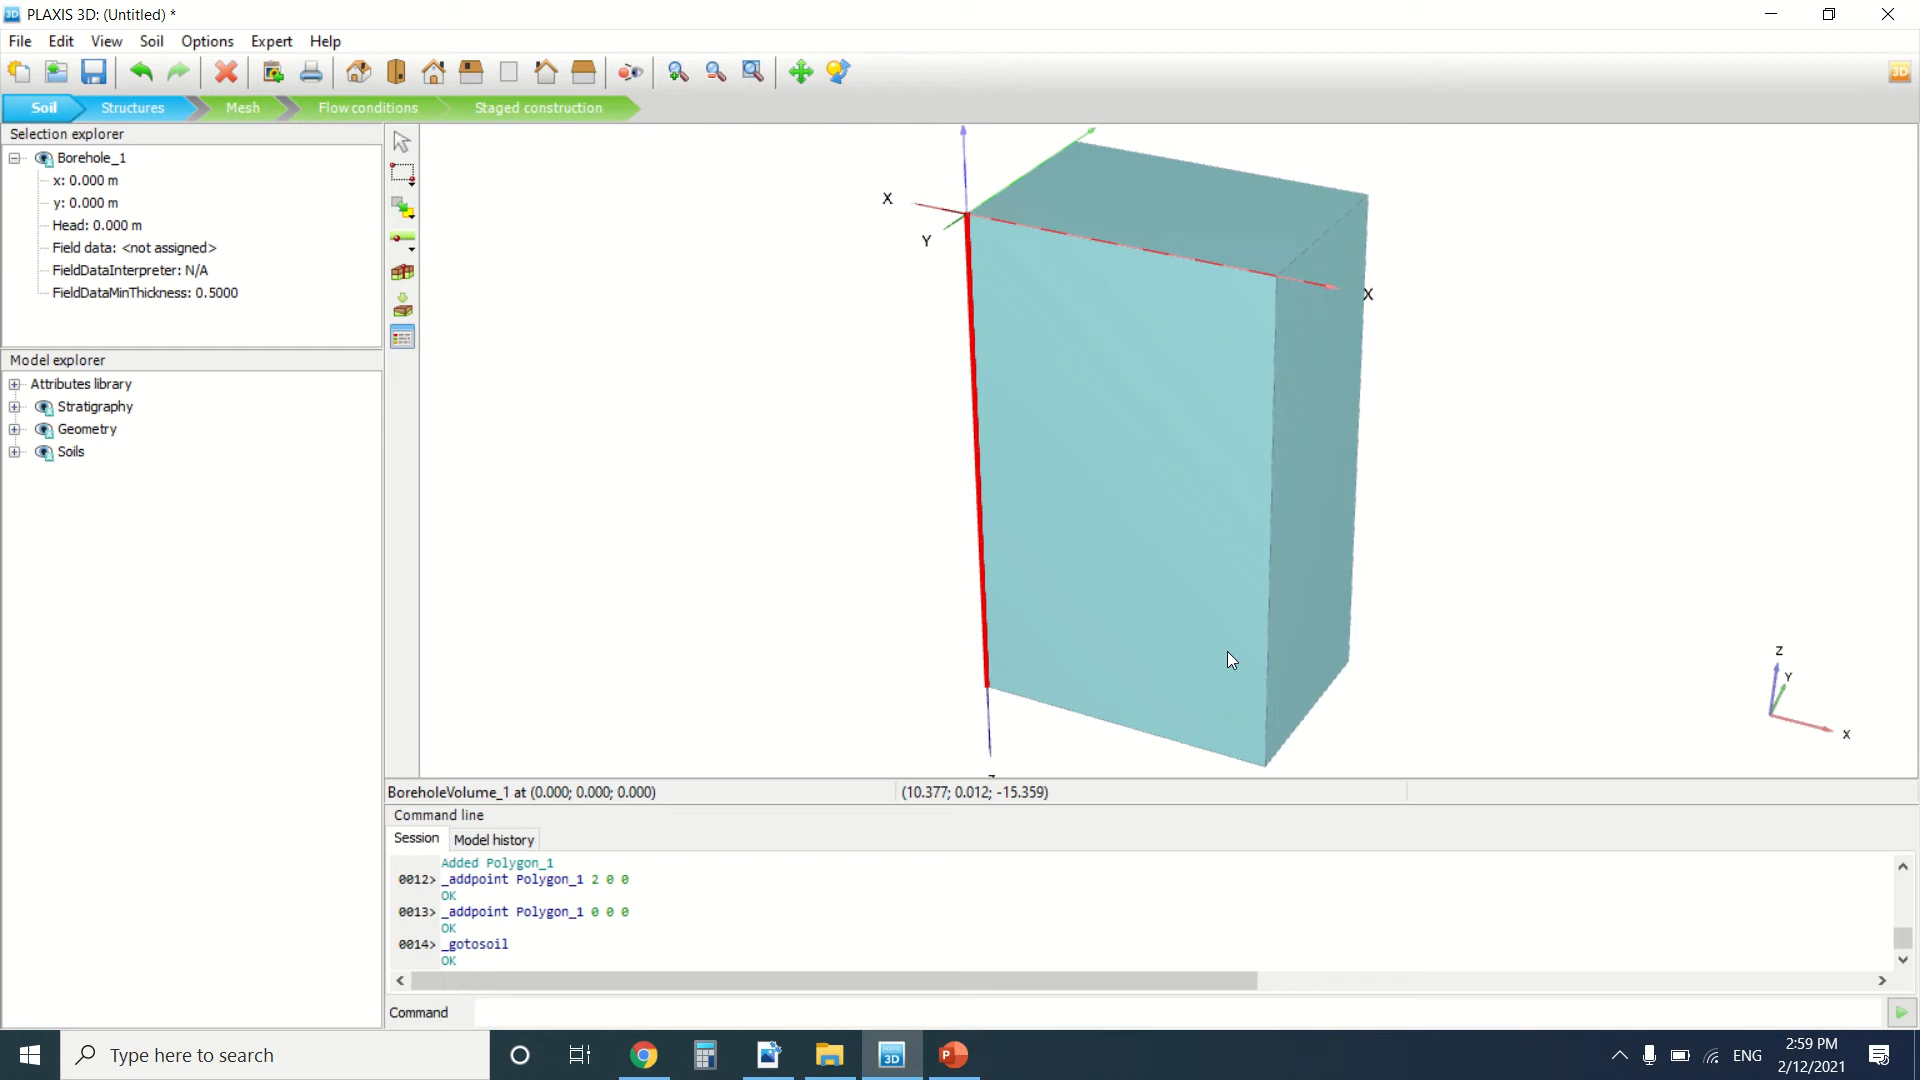 PLAXIS 3D: (Untitled) *
File Edit View Soil Options Expert Help
3D
Soil Structures Mesh Flow conditions Staged construction
Selection explorer
Borehole_1
x: 0.000 m
y: 0.000 m
Head: 0.000 m
Field data: <not assigned>
FieldDataInterpreter: N/A
FieldDataMinThickness: 0.5000
Model explorer
Attributes library
Stratigraphy
Geometry
Soils
X
Y
X
Z
Y
X
BoreholeVolume_1 at (0.000; 0.000; 0.000)
(10.377; 0.012; -15.359)
Command line
Session Model history
Added Polygon_1
0012> _addpoint Polygon_1 2 0 0
OK
0013> _addpoint Polygon_1 0 0 0
OK
0014> _gotosoil
OK
Command
Type here to search
3D
P
ENG
2:59 PM
2/12/2021